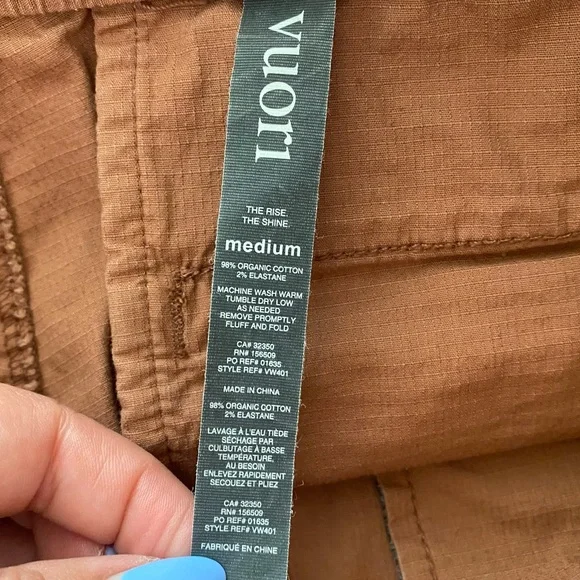 vuori
THE RISE.
THE SHINE.
medium
98% ORGANIC COTTON
2% ELASTANE
MACHINE WASH WARM
TUMBLE DRY LOW
AS NEEDED
REMOVE PROMPTLY
FLUFF AND FOLD
CA# 32350
RN# 156509
PO REF# 01635
STYLE REF# VW401
MADE IN CHINA
98% ORGANIC COTTON
2% ELASTANE
LAVAGE À L'EAU TIÈDE
SÉCHAGE PAR
CULBUTAGE À BASSE
TEMPÉRATURE.
AU BESOIN
ENLEVEZ RAPIDEMENT
SECOUEZ ET PLIEZ
CA# 32350
RN# 156509
PO REF# 01635
STYLE REF# VW401
FABRIQUÉ EN CHINE